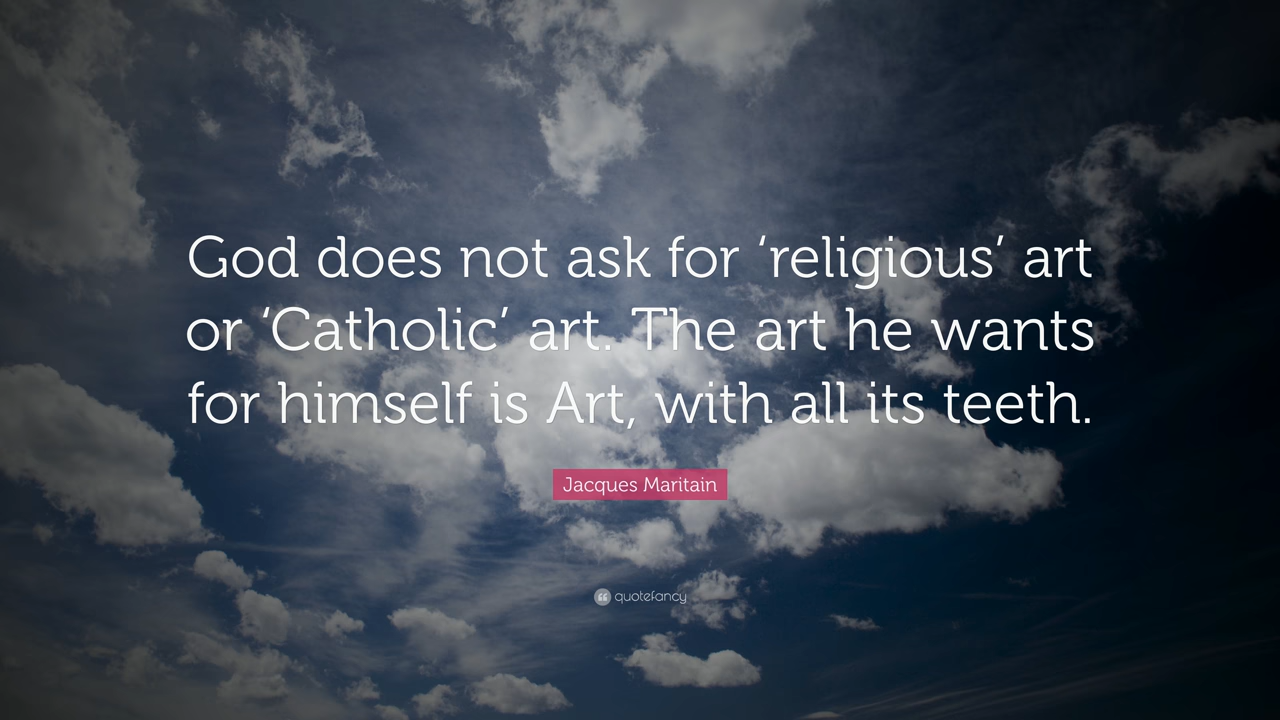 God does not ask for ‘religious’ art
or ‘Catholic’ art. The art he wants
for himself is Art, with all its teeth.
Jacques Maritain
quotefancy